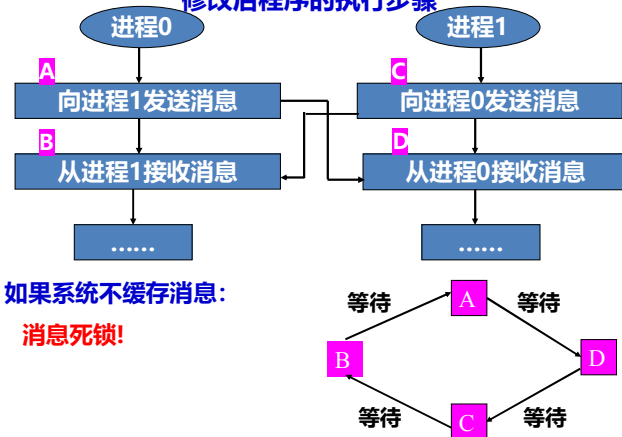 修改后程序的执行步骤
进程0
进程1
A
C
向进程1发送消息
向进程0发送消息
B
D
从进程1接收消息
从进程0接收消息
……
……
如果系统不缓存消息：
消息死锁!
等待
A
等待
B
D
等待
C
等待